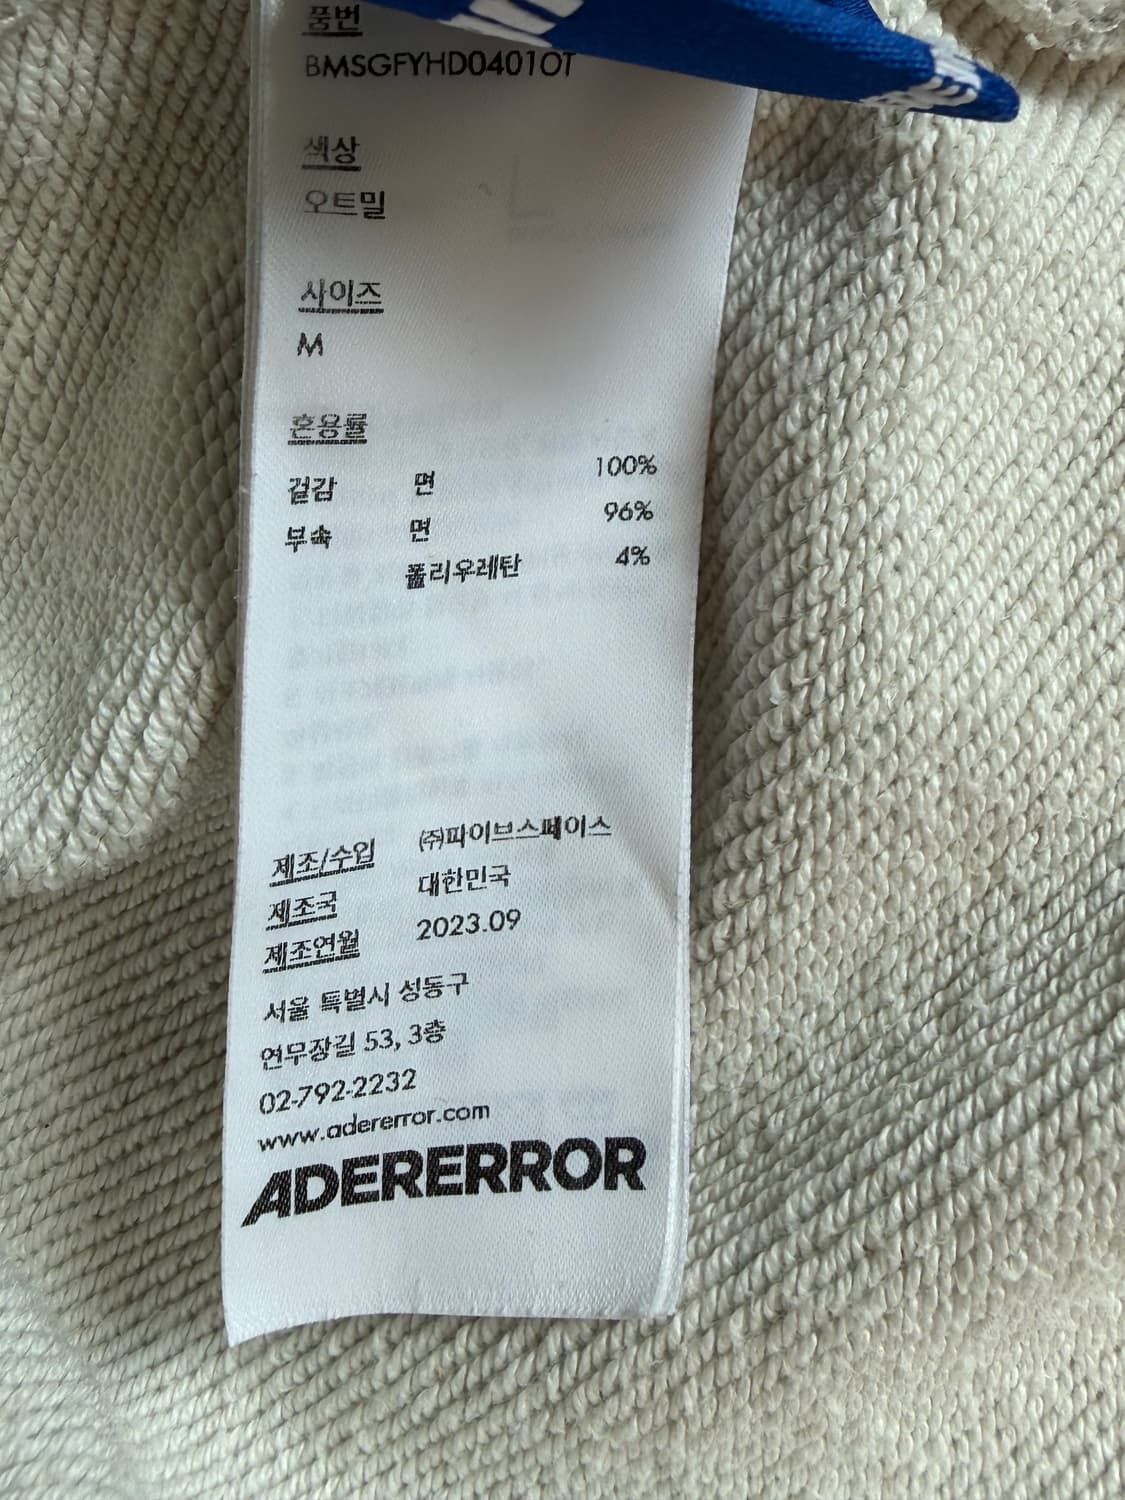 품번
BMSGFYHD0401OT
색상
오트밀
사이즈
M
혼용률
겉감 면 100%
부속 면 96%
폴리우레탄 4%
제조/수입 ㈜파이브스페이스
제조국 대한민국
제조연월 2023.09
서울 특별시 성동구
연무장길 53, 3층
02-792-2232
www.adererror.com
ADERERROR